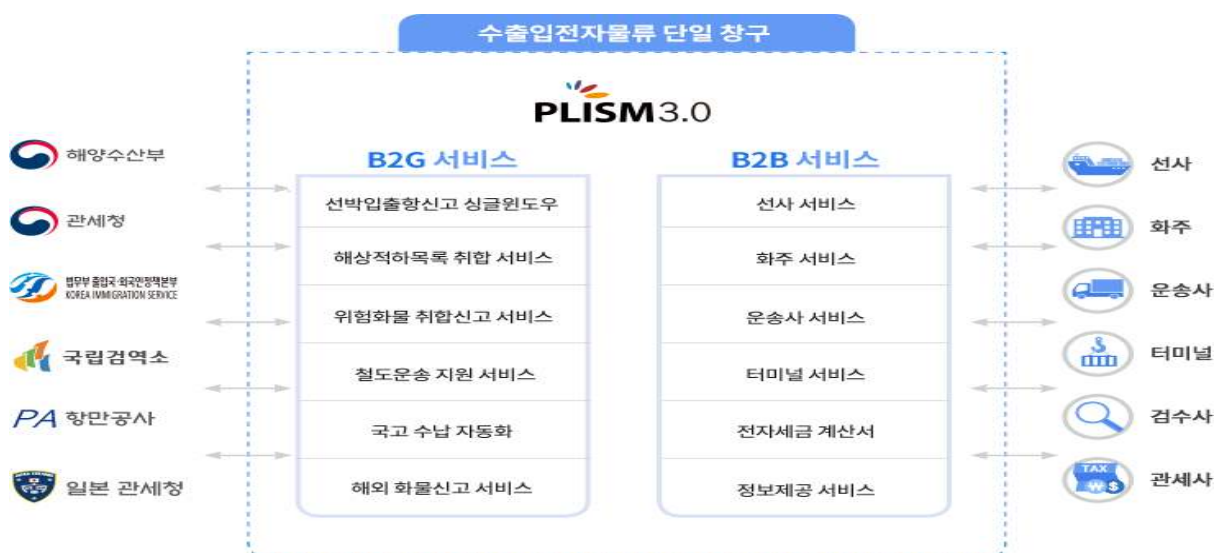 수출입전자물류 단일 창구
PLISM3.0
해양수산부
관세청
법무부 출입국·외국인정책본부
KOREA IMMIGRATION SERVICE
국립검역소
PA 항만공사
일본 관세청
B2G 서비스
선박입출항신고 싱글윈도우
해상적하목록 취합 서비스
위험화물 취합신고 서비스
철도운송 지원 서비스
국고 수납 자동화
해외 화물신고 서비스
B2B 서비스
선사 서비스
화주 서비스
운송사 서비스
터미널 서비스
전자세금 계산서
정보제공 서비스
선사
화주
운송사
터미널
검수사
TAX
₩ $
관세사